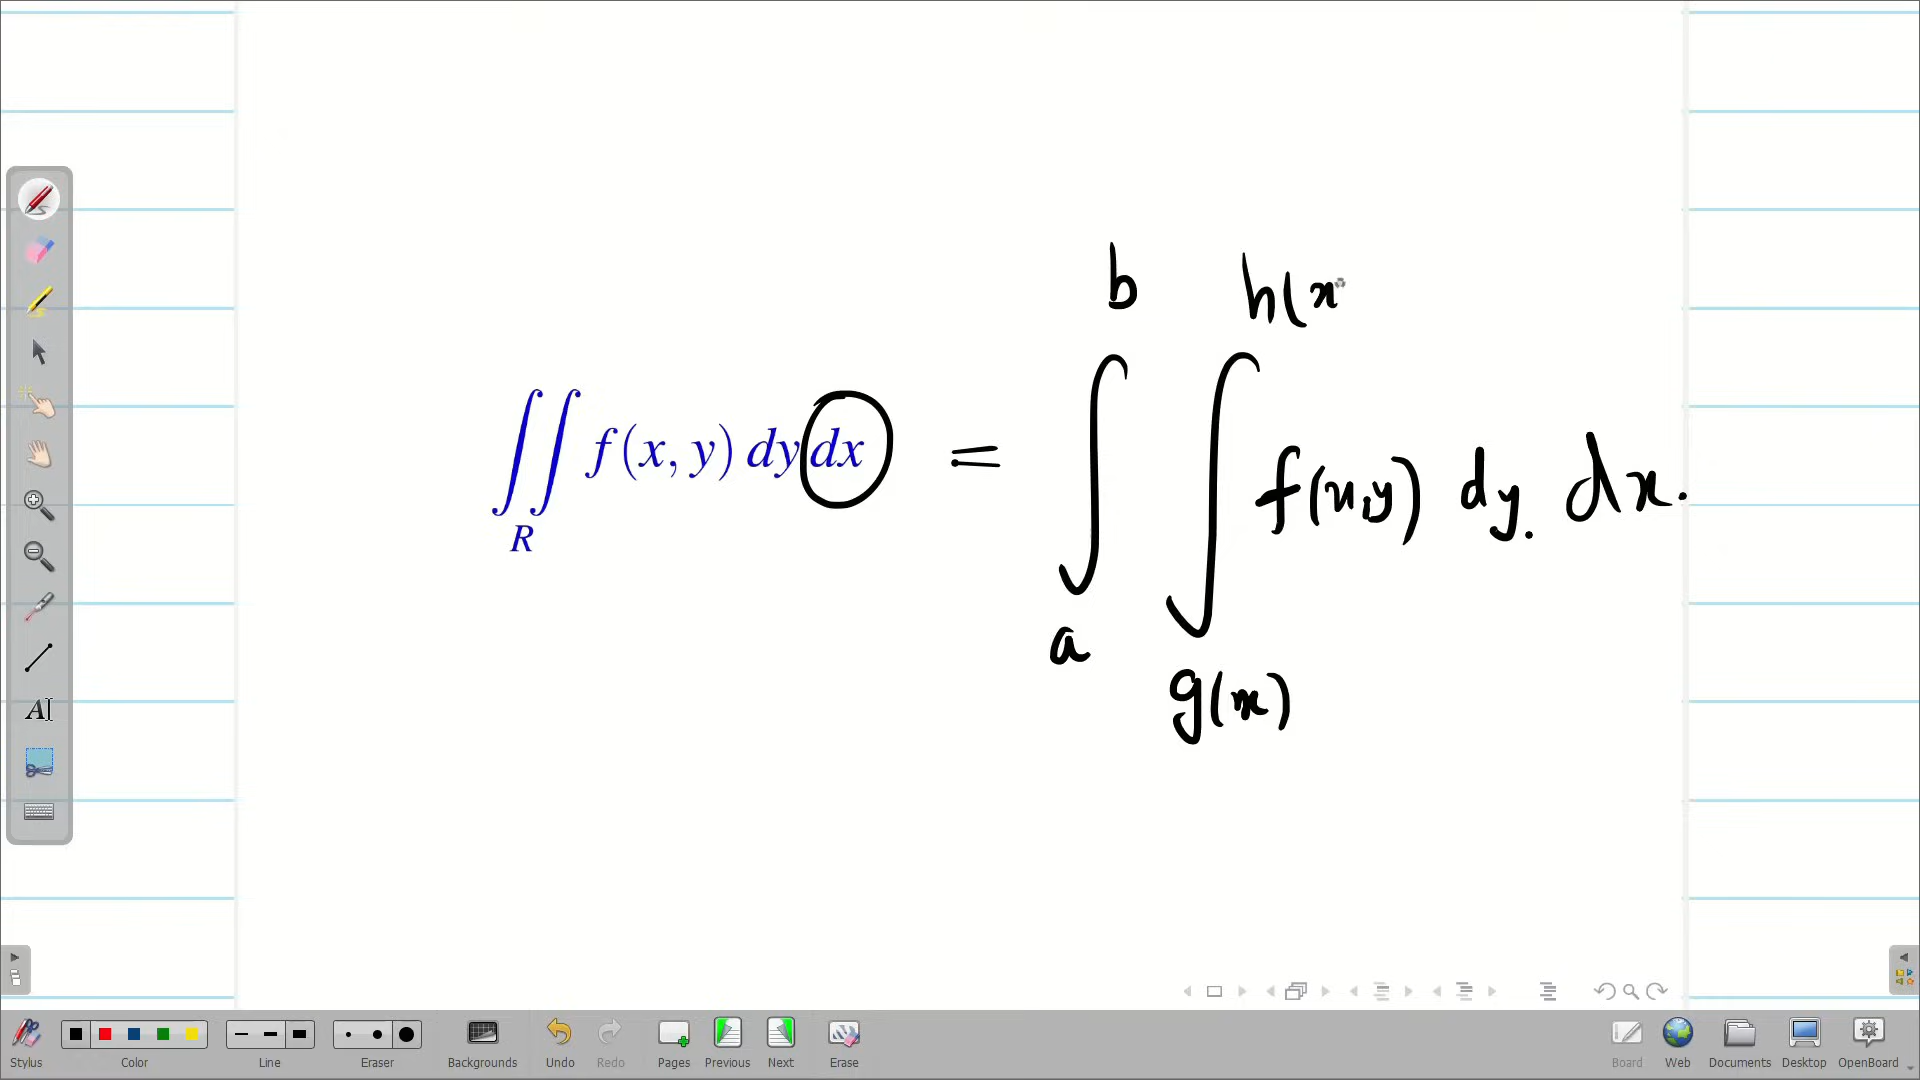 b h(x
∬_R f(x, y) dy dx = ∫ ∫ f(x,y) dy. dx.
a g(x)
A
Stylus Color Line Eraser Backgrounds Undo Redo Pages Previous Next Erase Board Web Documents Desktop OpenBoard